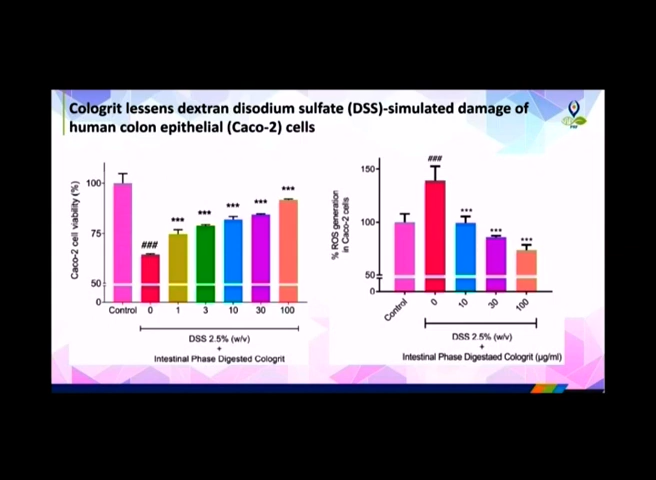 Cologrit lessens dextran disodium sulfate (DSS)-simulated damage of
human colon epithelial (Caco-2) cells
Caco-2 cell viability (%)
100
75
50
0
###
***
***
***
***
***
Control 0 1 3 10 30 100
DSS 2.5% (w/v)
+
Intestinal Phase Digested Cologrit
% ROS generation
in Caco-2 cells
150
100
50
0
###
***
***
***
Control 0 10 30 100
DSS 2.5% (w/v)
+
Intestinal Phase Digestaed Cologrit (µg/ml)